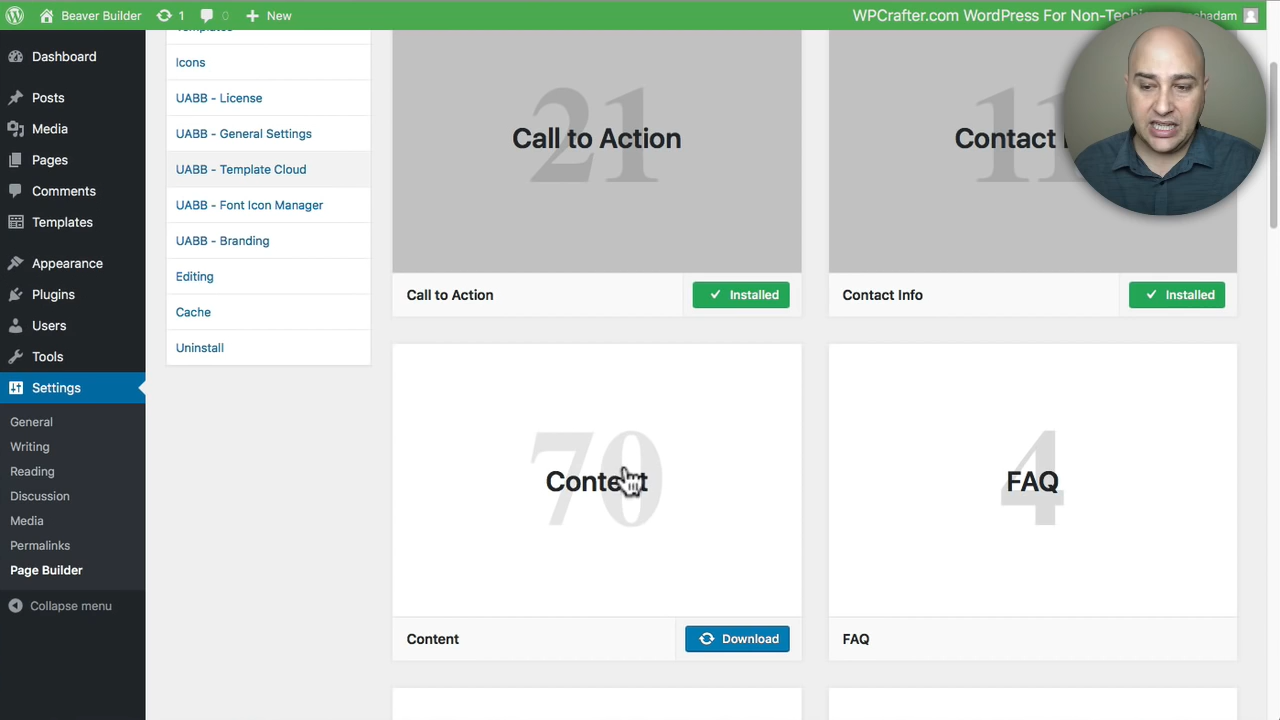 Beaver Builder
1
0
New
WPCrafter.com WordPress For Non-Techi
adam
Dashboard
Posts
Media
Pages
Comments
Templates
Appearance
Plugins
Users
Tools
Settings
General
Writing
Reading
Discussion
Media
Permalinks
Page Builder
Collapse menu
Templates
Icons
UABB - License
UABB - General Settings
UABB - Template Cloud
UABB - Font Icon Manager
UABB - Branding
Editing
Cache
Uninstall
21
Call to Action
Call to Action
Installed
11
Contact
Contact Info
Installed
70
Content
Content
Download
4
FAQ
FAQ